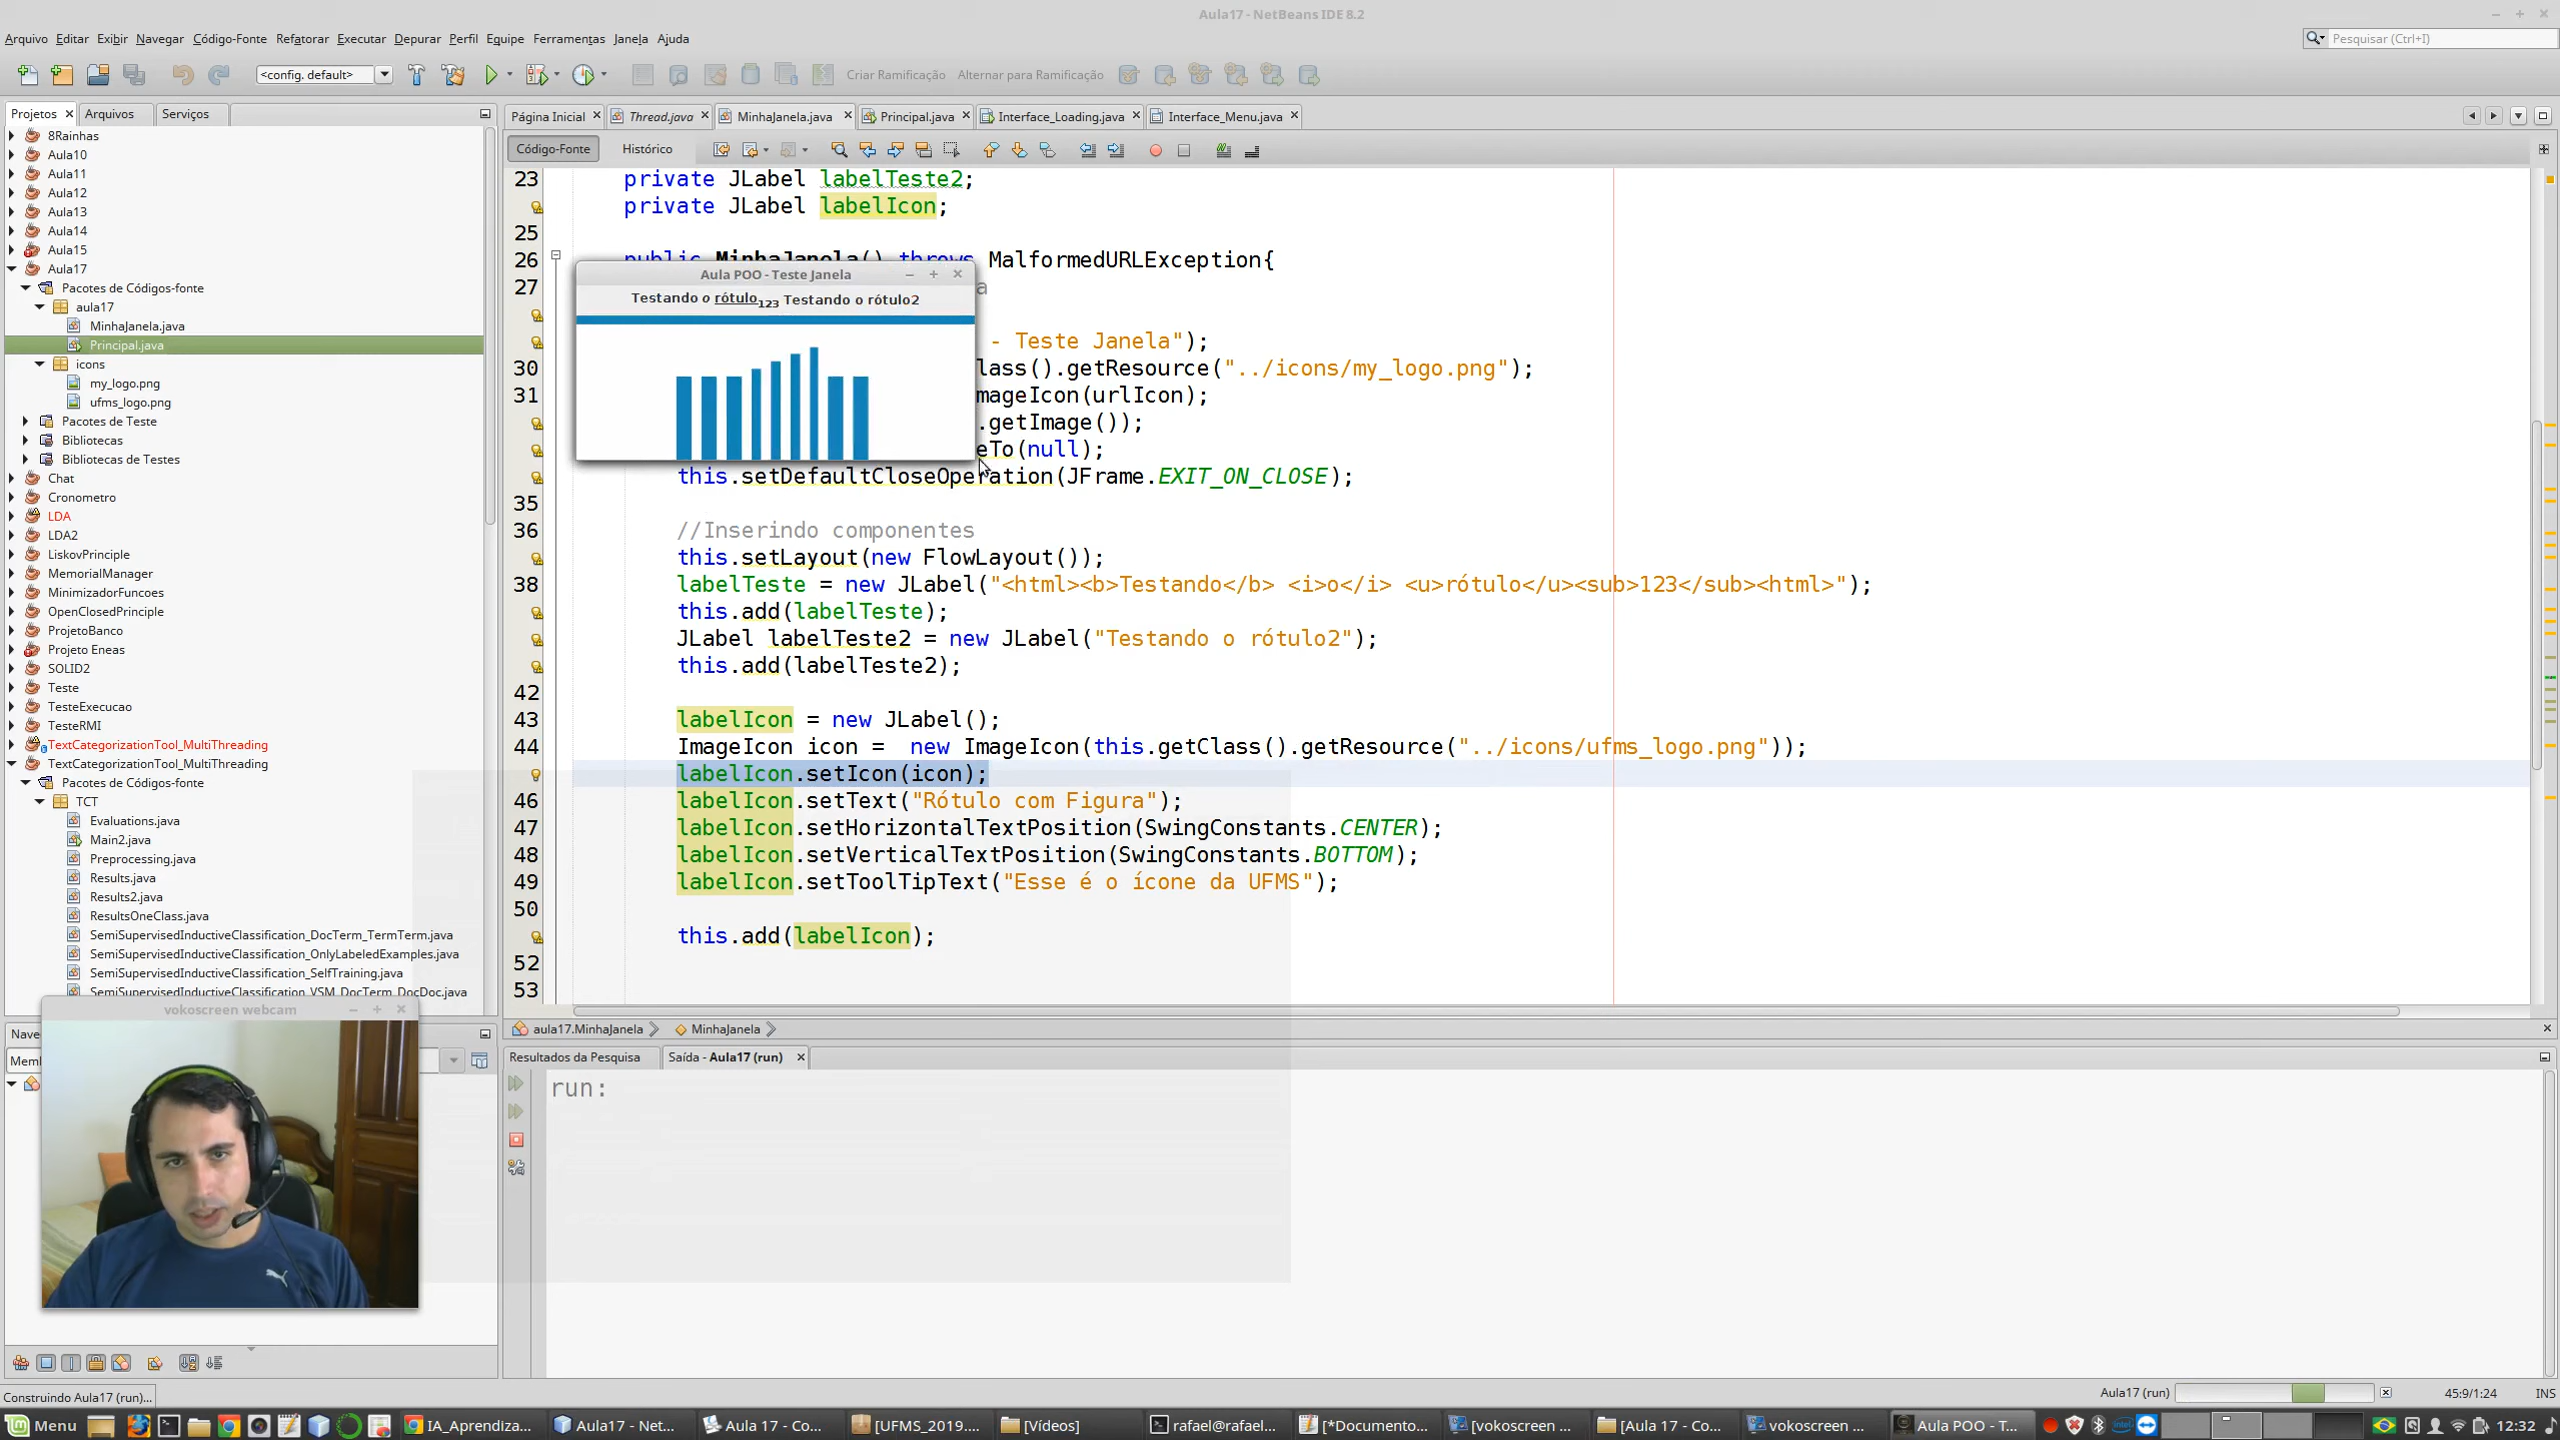 Aula17 - NetBeans IDE 8.2
Arquivo Editar Exibir Navegar Código-Fonte Refatorar Executar Depurar Perfil Equipe Ferramentas Janela Ajuda
Pesquisar (Ctrl+I)
<config. default>
Criar Ramificação Alternar para Ramificação
Projetos Arquivos Serviços
Página Inicial Thread.java MinhaJanela.java Principal.java Interface_Loading.java Interface_Menu.java
Código-Fonte Histórico
8Rainhas
Aula10
Aula11
Aula12
Aula13
Aula14
Aula15
Aula17
Pacotes de Códigos-fonte
aula17
MinhaJanela.java
Principal.java
icons
my_logo.png
ufms_logo.png
Pacotes de Teste
Bibliotecas
Bibliotecas de Testes
Chat
Cronometro
LDA
LDA2
LiskovPrinciple
MemorialManager
MinimizadorFuncoes
OpenClosedPrinciple
ProjetoBanco
Projeto Eneas
SOLID2
Teste
TesteExecucao
TesteRMI
TextCategorizationTool_MultiThreading
TextCategorizationTool_MultiThreading
Pacotes de Códigos-fonte
TCT
Evaluations.java
Main2.java
Preprocessing.java
Results.java
Results2.java
ResultsOneClass.java
SemiSupervisedInductiveClassification_DocTerm_TermTerm.java
SemiSupervisedInductiveClassification_OnlyLabeledExamples.java
SemiSupervisedInductiveClassification_SelfTraining.java
SemiSupervisedInductiveClassification_VSM_DocTerm_DocDoc.java
23 private JLabel labelTeste2;
private JLabel labelIcon;
25
26 public MinhaJanela() throws MalformedURLException{
27 a
- Teste Janela");
30 lass().getResource("../icons/my_logo.png");
31 mageIcon(urlIcon);
.getImage());
eTo(null);
this.setDefaultCloseOperation(JFrame.EXIT_ON_CLOSE);
35
36 //Inserindo componentes
this.setLayout(new FlowLayout());
38 labelTeste = new JLabel("<html><b>Testando</b> <i>o</i> <u>rótulo</u><sub>123</sub><html>");
this.add(labelTeste);
JLabel labelTeste2 = new JLabel("Testando o rótulo2");
this.add(labelTeste2);
42
43 labelIcon = new JLabel();
44 ImageIcon icon =  new ImageIcon(this.getClass().getResource("../icons/ufms_logo.png"));
labelIcon.setIcon(icon);
46 labelIcon.setText("Rótulo com Figura");
47 labelIcon.setHorizontalTextPosition(SwingConstants.CENTER);
48 labelIcon.setVerticalTextPosition(SwingConstants.BOTTOM);
49 labelIcon.setToolTipText("Esse é o ícone da UFMS");
50
this.add(labelIcon);
52
53
Aula POO - Teste Janela
Testando o rótulo123 Testando o rótulo2
aula17.MinhaJanela MinhaJanela
Nave
Memb
vokoscreen webcam
Resultados da Pesquisa Saída - Aula17 (run)
run:
Construindo Aula17 (run)...
Aula17 (run)
45:9/1:24 INS
Menu
IA_Aprendiza... Aula17 - Net... Aula 17 - Co... [UFMS_2019.... [Vídeos] rafael@rafael... [*Documento... [vokoscreen ... [Aula 17 - Co... vokoscreen ... Aula POO - T...
12:32